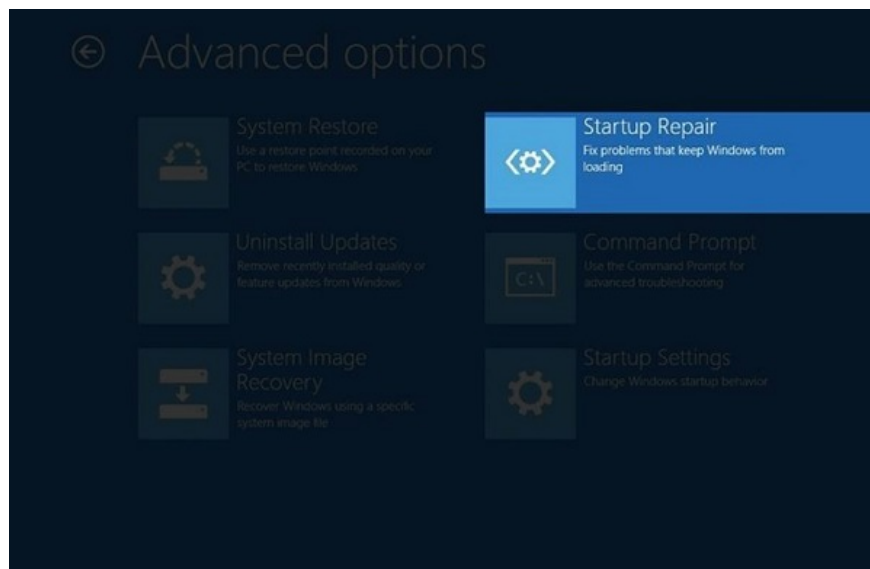 Advanced options
System Restore
Use a restore point recorded on your
PC to restore Windows
Startup Repair
Fix problems that keep Windows from
loading
Uninstall Updates
Remove recently installed quality or
feature updates from Windows
Command Prompt
Use the Command Prompt for
advanced troubleshooting
C:\
System Image
Recovery
Recover Windows using a specific
system image file
Startup Settings
Change Windows startup behavior